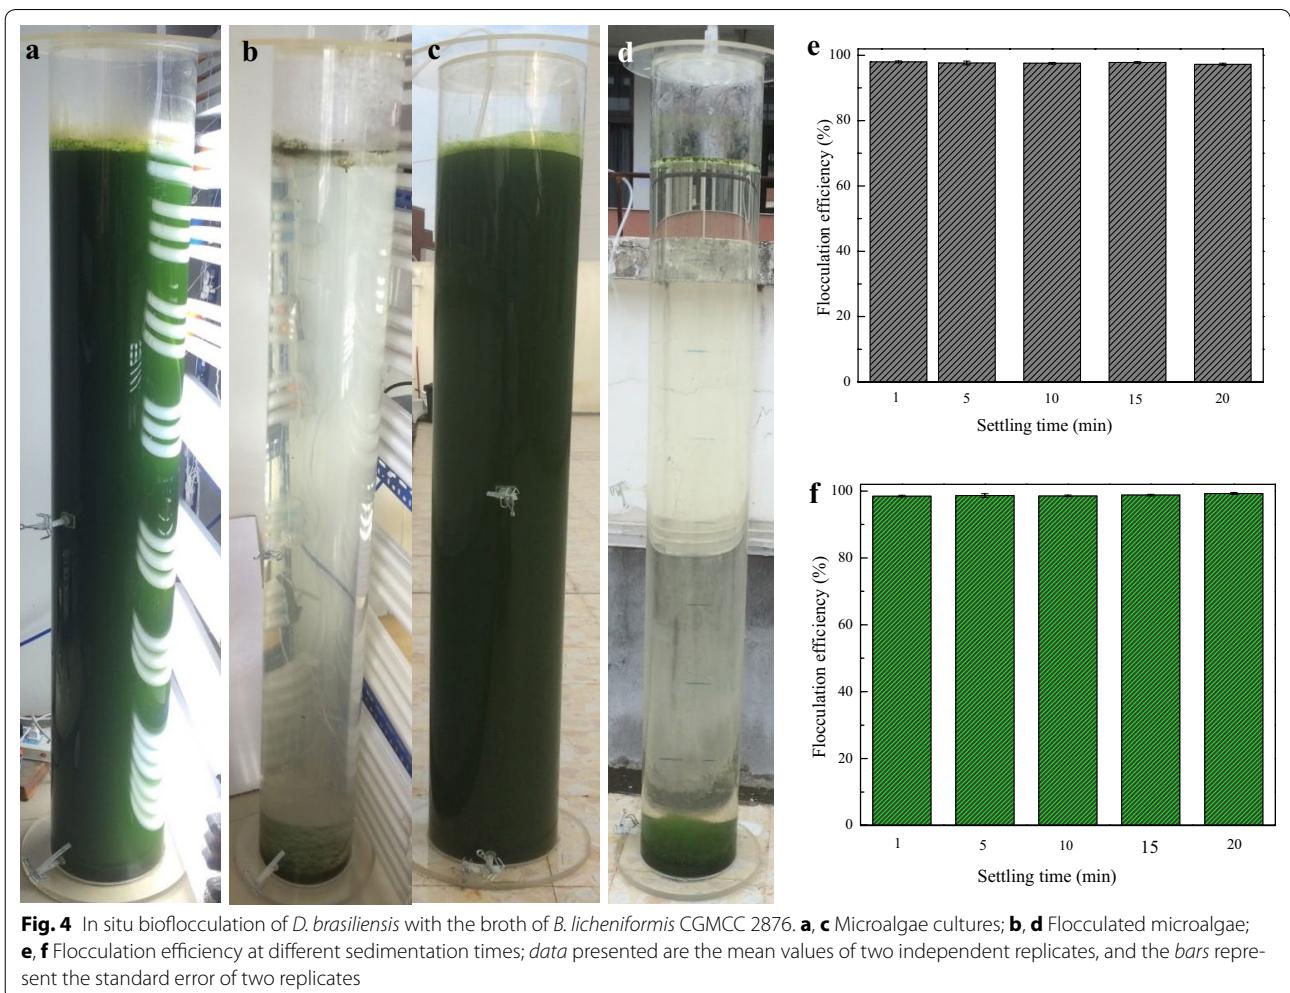 a
b
c
d
e
100
80
60
40
20
0
Flocculation efficiency (%)
1 5 10 15 20
Settling time (min)
f
100
80
60
40
20
0
Flocculation efficiency (%)
1 5 10 15 20
Settling time (min)
Fig. 4 In situ bioflocculation of D. brasiliensis with the broth of B. licheniformis CGMCC 2876. a, c Microalgae cultures; b, d Flocculated microalgae;
e, f Flocculation efficiency at different sedimentation times; data presented are the mean values of two independent replicates, and the bars repre-
sent the standard error of two replicates